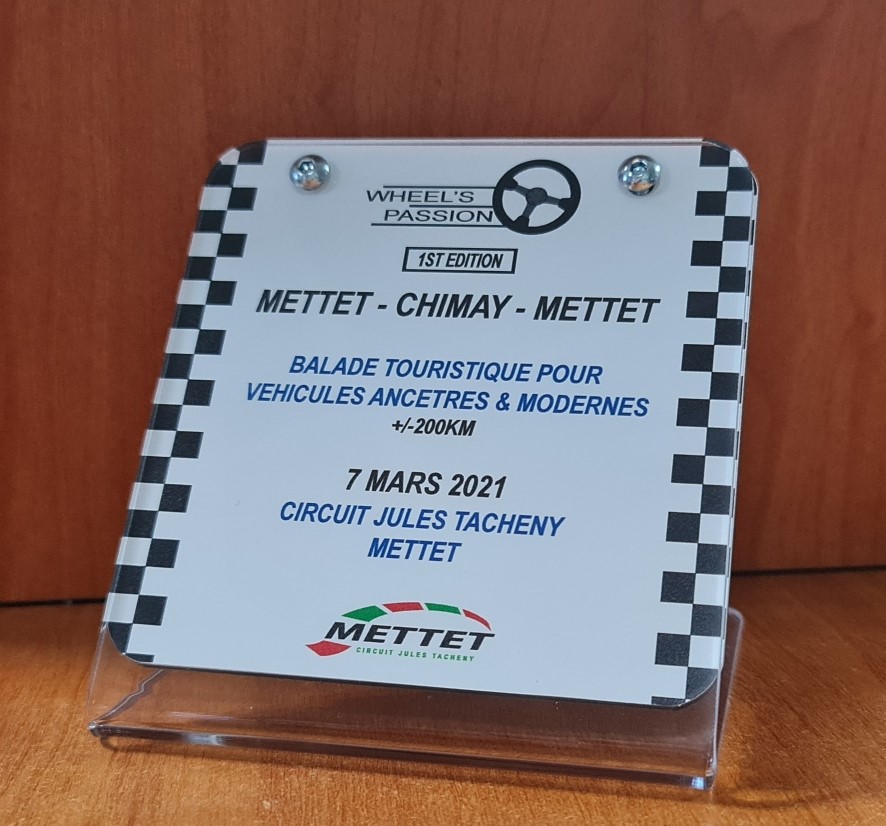 WHEEL'S
PASSION
1ST EDITION
METTET - CHIMAY - METTET
BALADE TOURISTIQUE POUR
VEHICULES ANCETRES & MODERNES
+/-200KM
7 MARS 2021
CIRCUIT JULES TACHENY
METTET
METTET
CIRCUIT JULES TACHENY